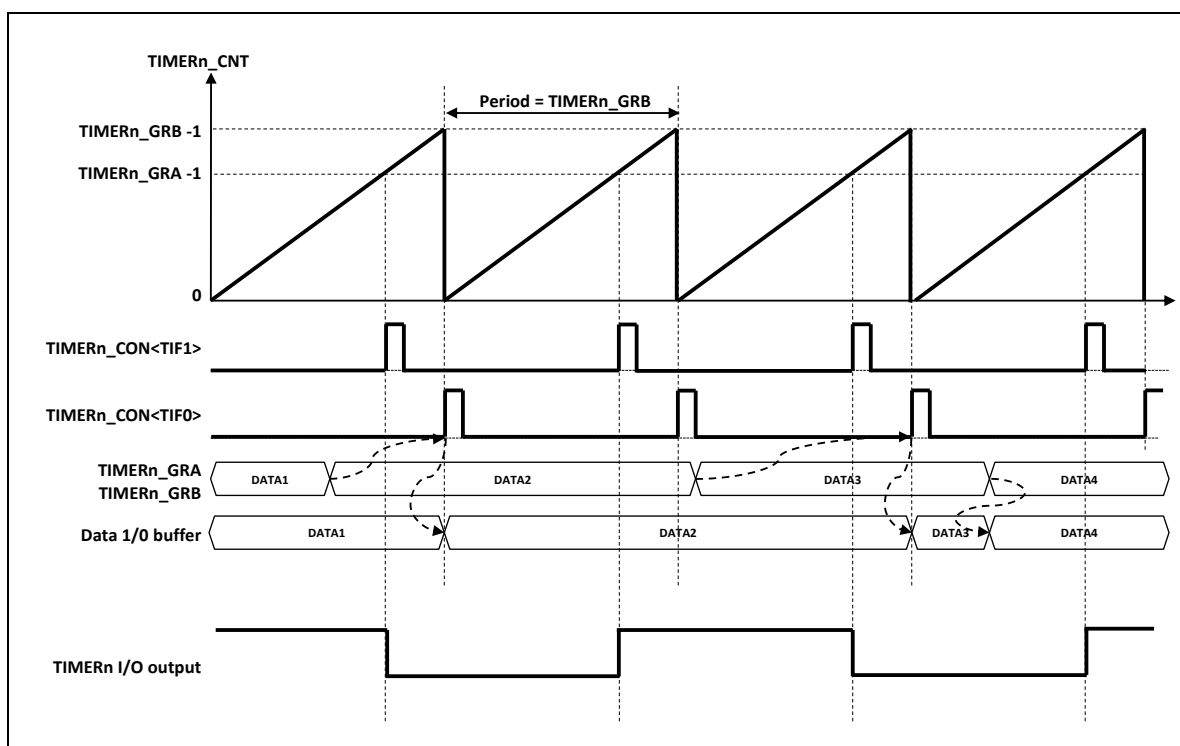 TIMERn_CNT
Period = TIMERn_GRB
TIMERn_GRB -1
TIMERn_GRA -1
0
TIMERn_CON<TIF1>
TIMERn_CON<TIF0>
TIMERn_GRA
TIMERn_GRB
DATA1 DATA2 DATA3 DATA4
Data 1/0 buffer DATA1 DATA2 DATA3 DATA4
TIMERn I/O output